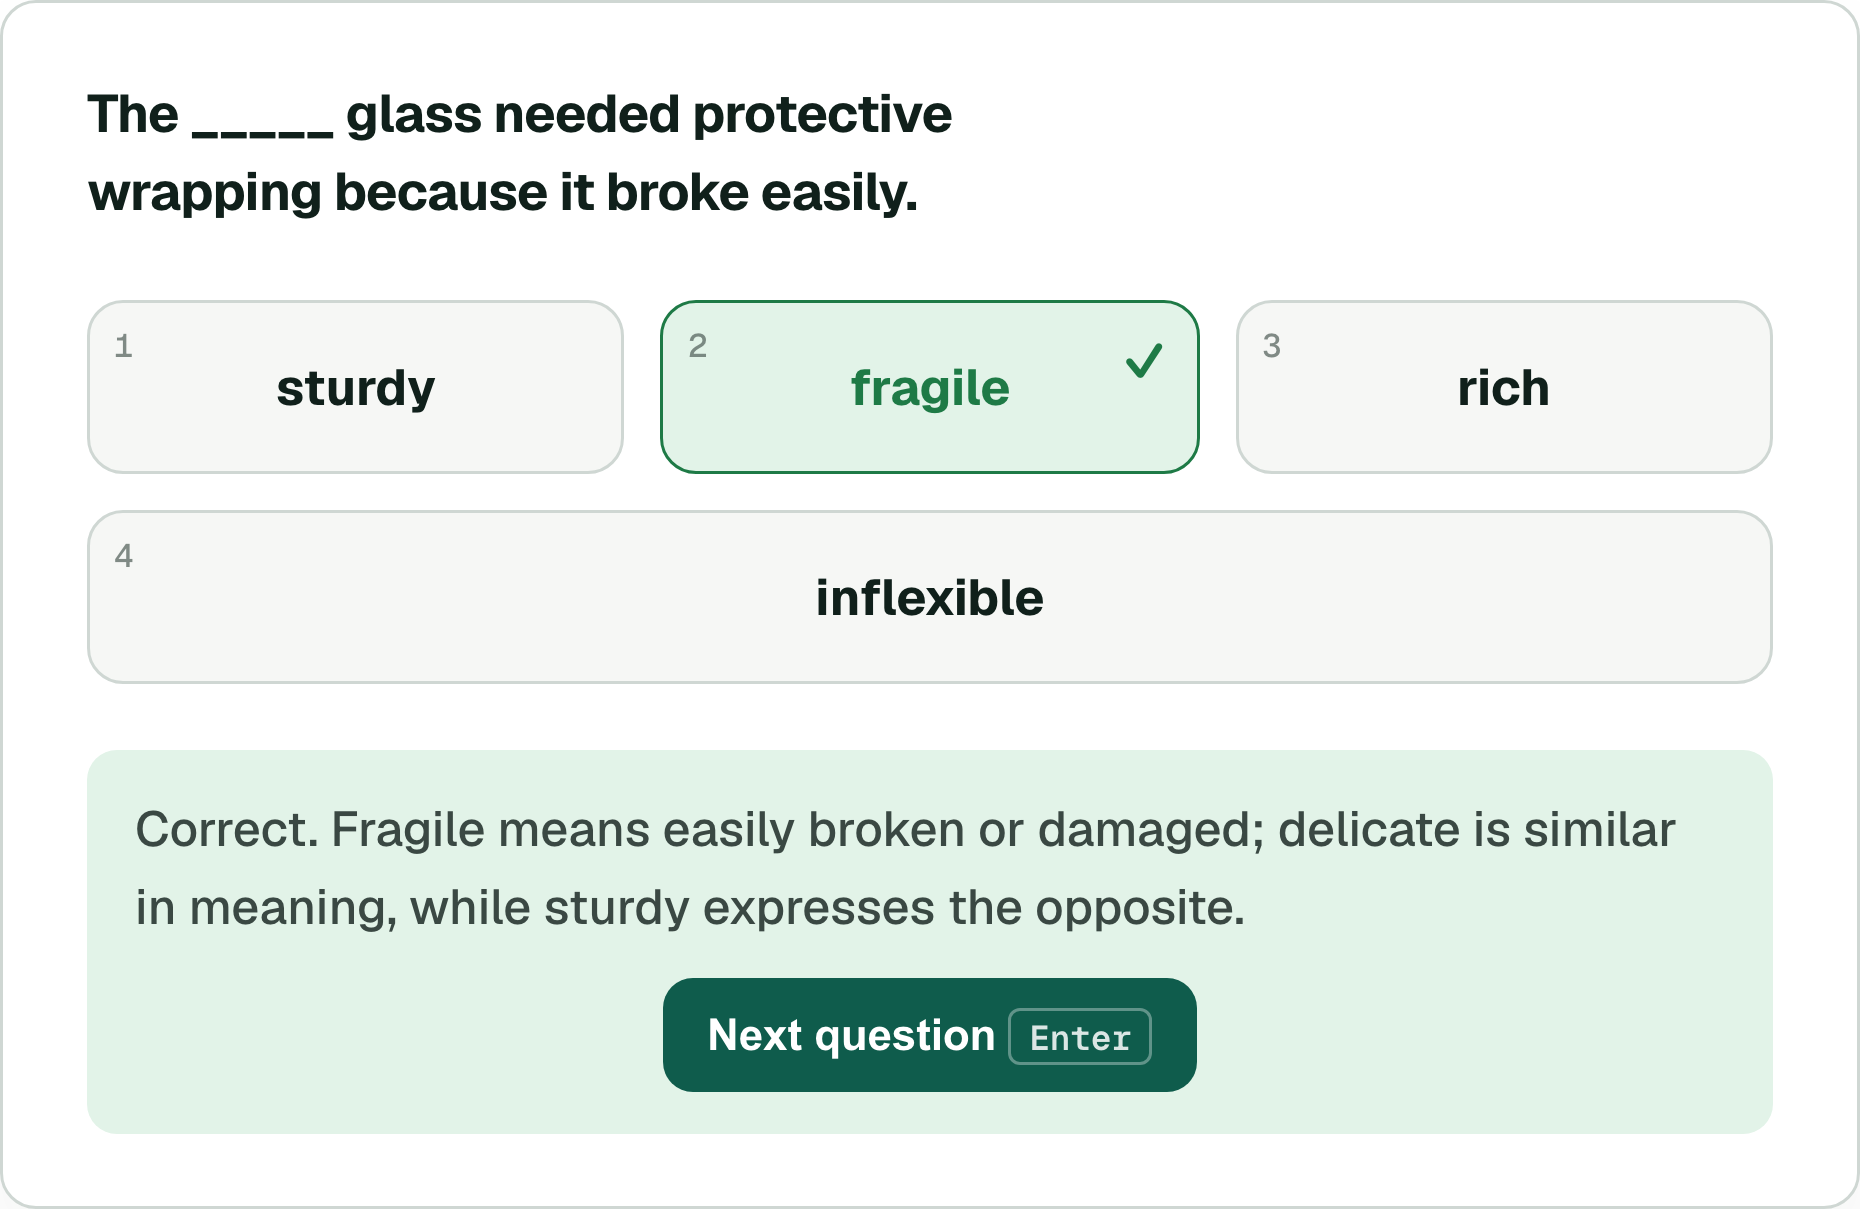 The _____ glass needed protective
wrapping because it broke easily.
1
sturdy
2
fragile
3
rich
4
inflexible
Correct. Fragile means easily broken or damaged; delicate is similar
in meaning, while sturdy expresses the opposite.
Next question Enter